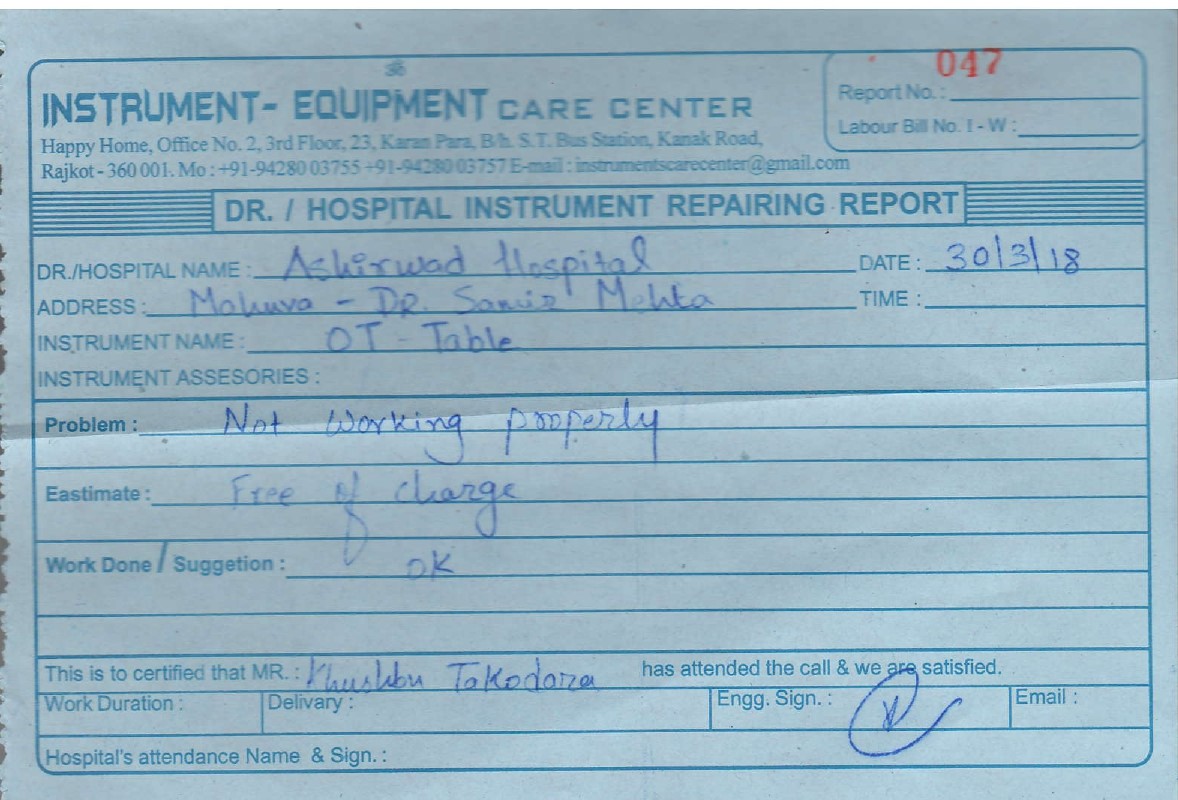 047
INSTRUMENT- EQUIPMENT CARE CENTER
Report No. :
Labour Bill No. I - W :
Happy Home, Office No. 2, 3rd Floor, 23, Karan Para, B/h. S.T. Bus Station, Kanak Road,
Rajkot - 360 001. Mo : +91-94280 03755 +91-94280 03757 E-mail : instrumentscarecenter@gmail.com
DR. / HOSPITAL INSTRUMENT REPAIRING REPORT
DR./HOSPITAL NAME : Ashirwad Hospital DATE : 30/3/18
ADDRESS : Mahuva - DR. Samir Mehta TIME :
INSTRUMENT NAME : OT - Table
INSTRUMENT ASSESORIES :
Problem : Not working properly
Eastimate : Free of charge
Work Done / Suggetion : OK
This is to certified that MR. : Khushbu Takodara has attended the call & we are satisfied.
Work Duration : Delivary : Engg. Sign. : Email :
Hospital's attendance Name & Sign. :